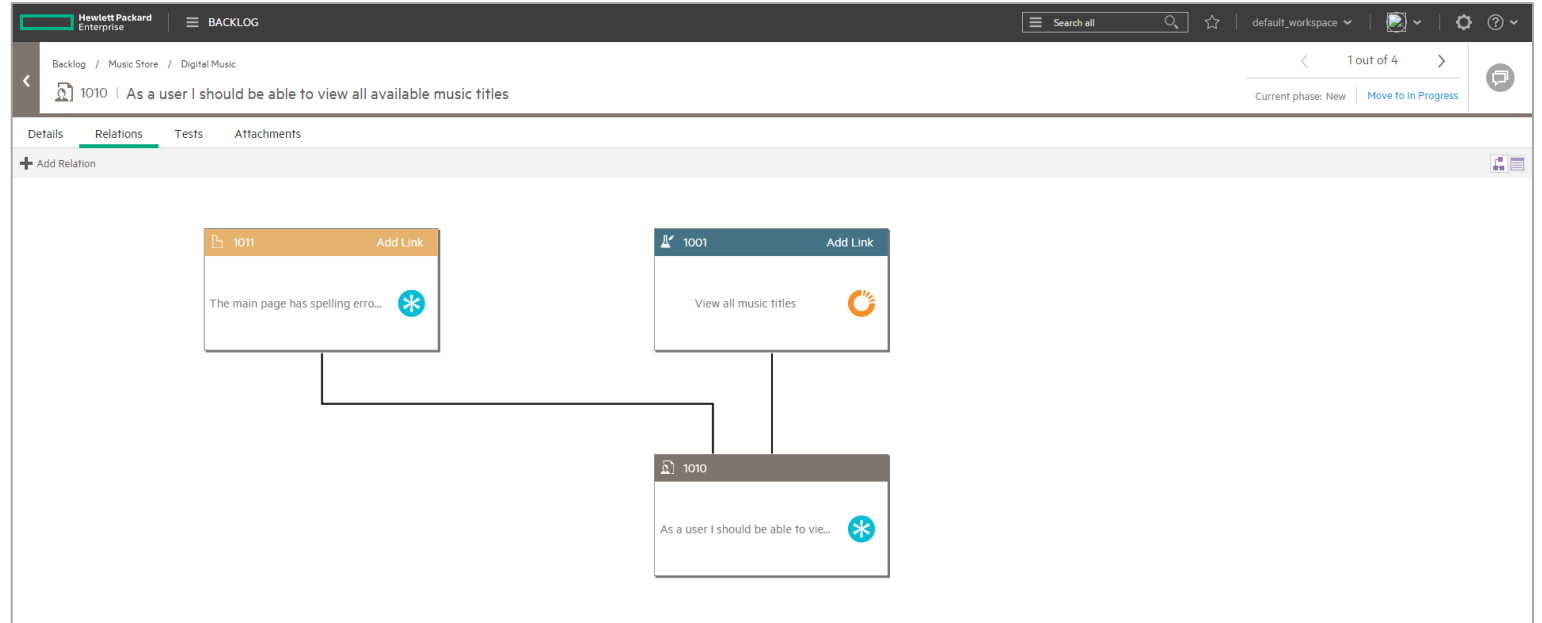 Hewlett Packard
Enterprise
BACKLOG
Search all
default_workspace
Backlog / Music Store / Digital Music
1 out of 4
1010 | As a user I should be able to view all available music titles
Current phase: New
Move to In Progress
Details Relations Tests Attachments
Add Relation
1011 Add Link
The main page has spelling erro...
1001 Add Link
View all music titles
1010
As a user I should be able to vie...